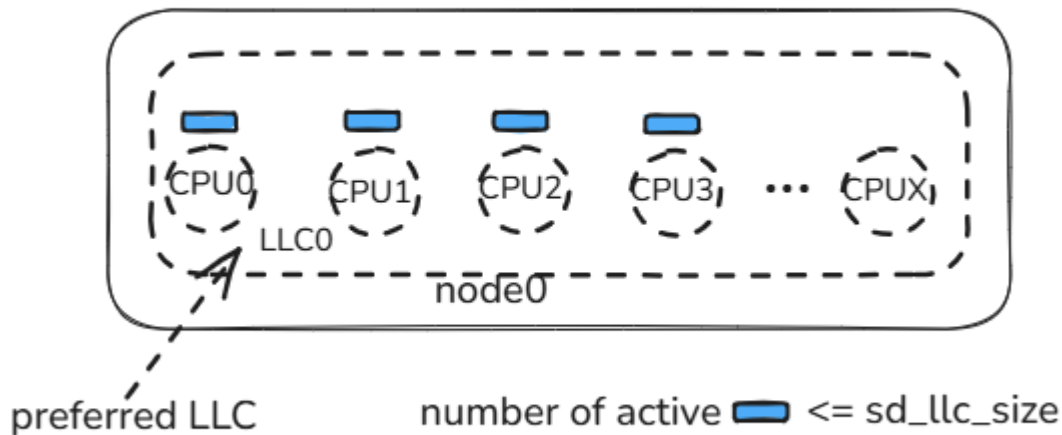 CPU0 CPU1 CPU2 CPU3 ... CPUX
LLC0
node0
preferred LLC
number of active <= sd_llc_size